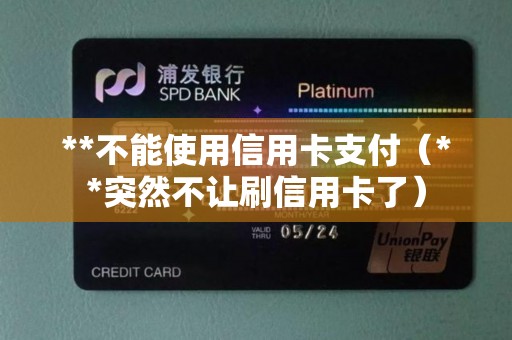 浦发银行
SPD BANK
Platinum
**不能使用信用卡支付（*
*突然不让刷信用卡了）
6222
MONTH/YEAR
VALID
THRU
05/24
UnionPay
银联
CREDIT CARD